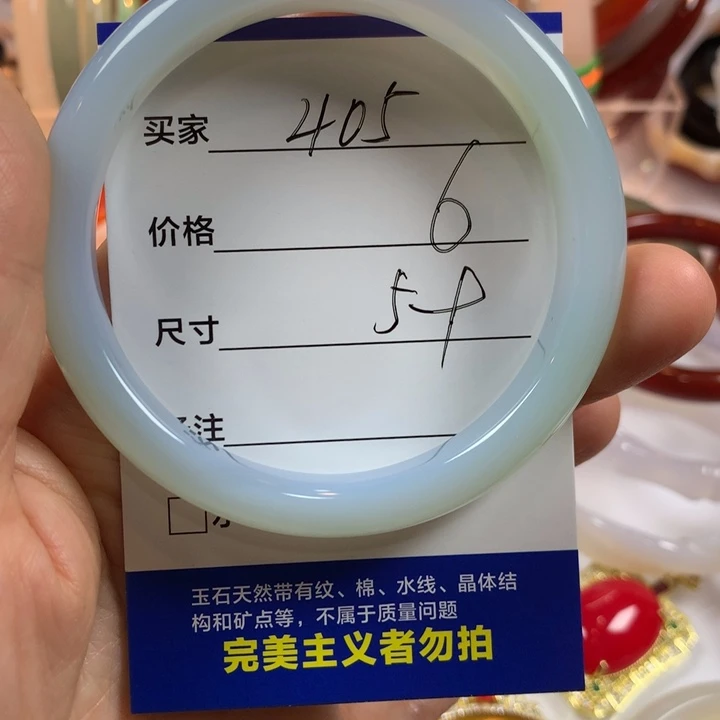 买家 405
价格 6
尺寸 54
注
玉石天然带有纹、棉、水线、晶体结
构和矿点等，不属于质量问题
完美主义者勿拍